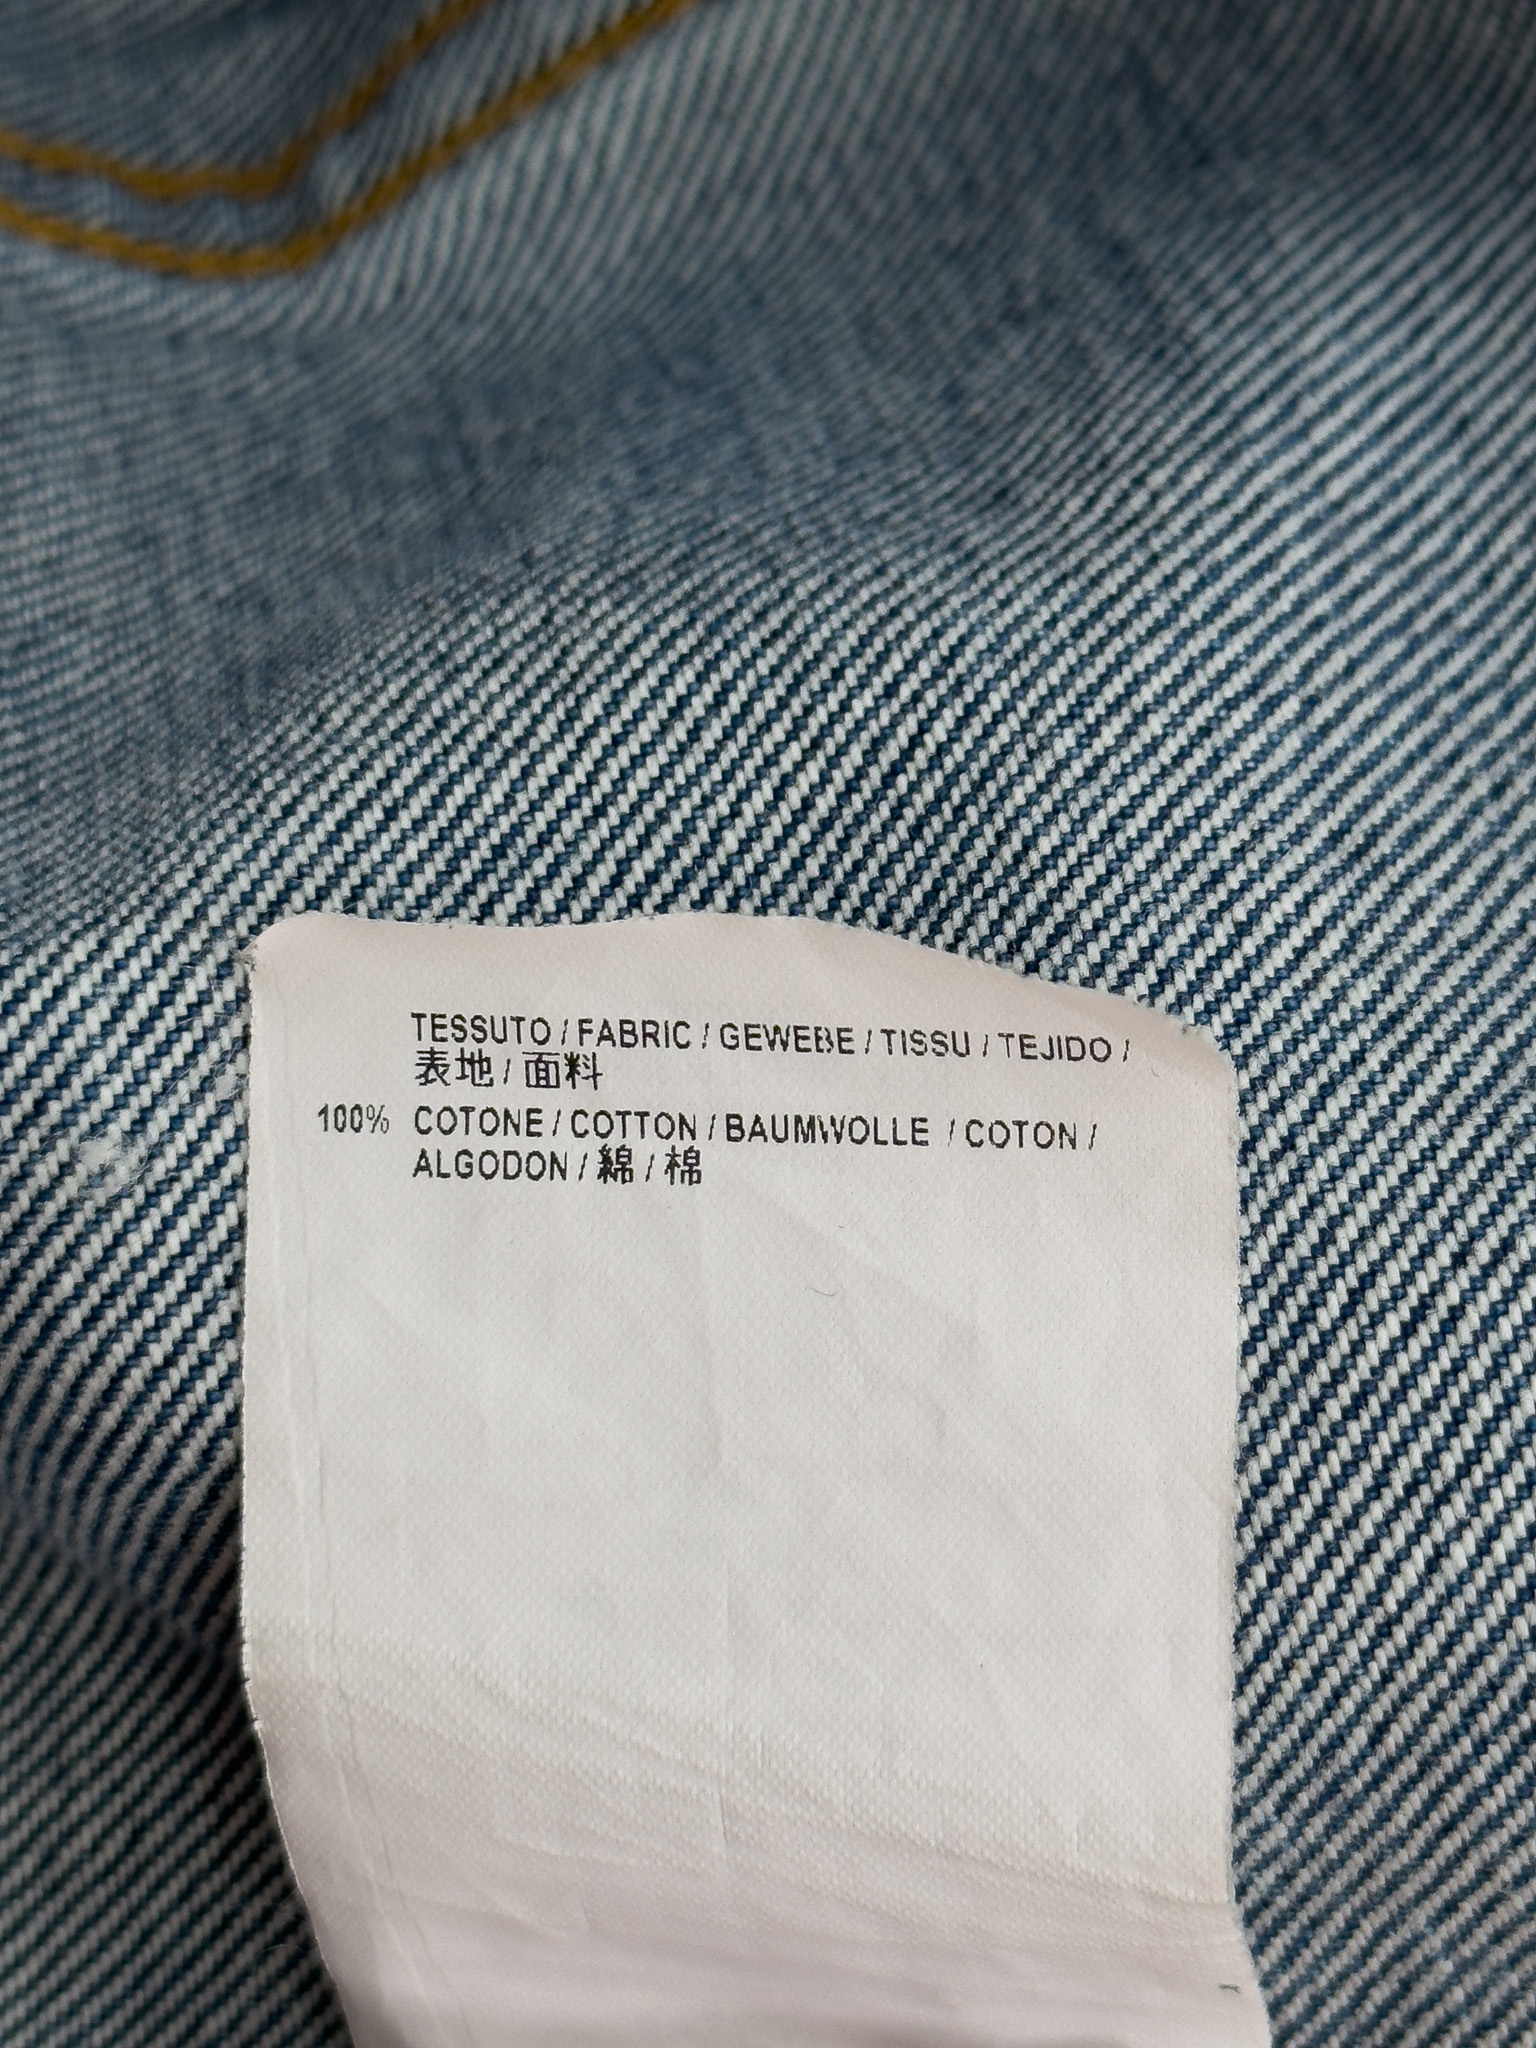 TESSUTO / FABRIC / GEWEBE / TISSU / TEJIDO /
表地 / 面料
100% COTONE / COTTON / BAUMWOLLE / COTON /
ALGODON / 綿 / 棉